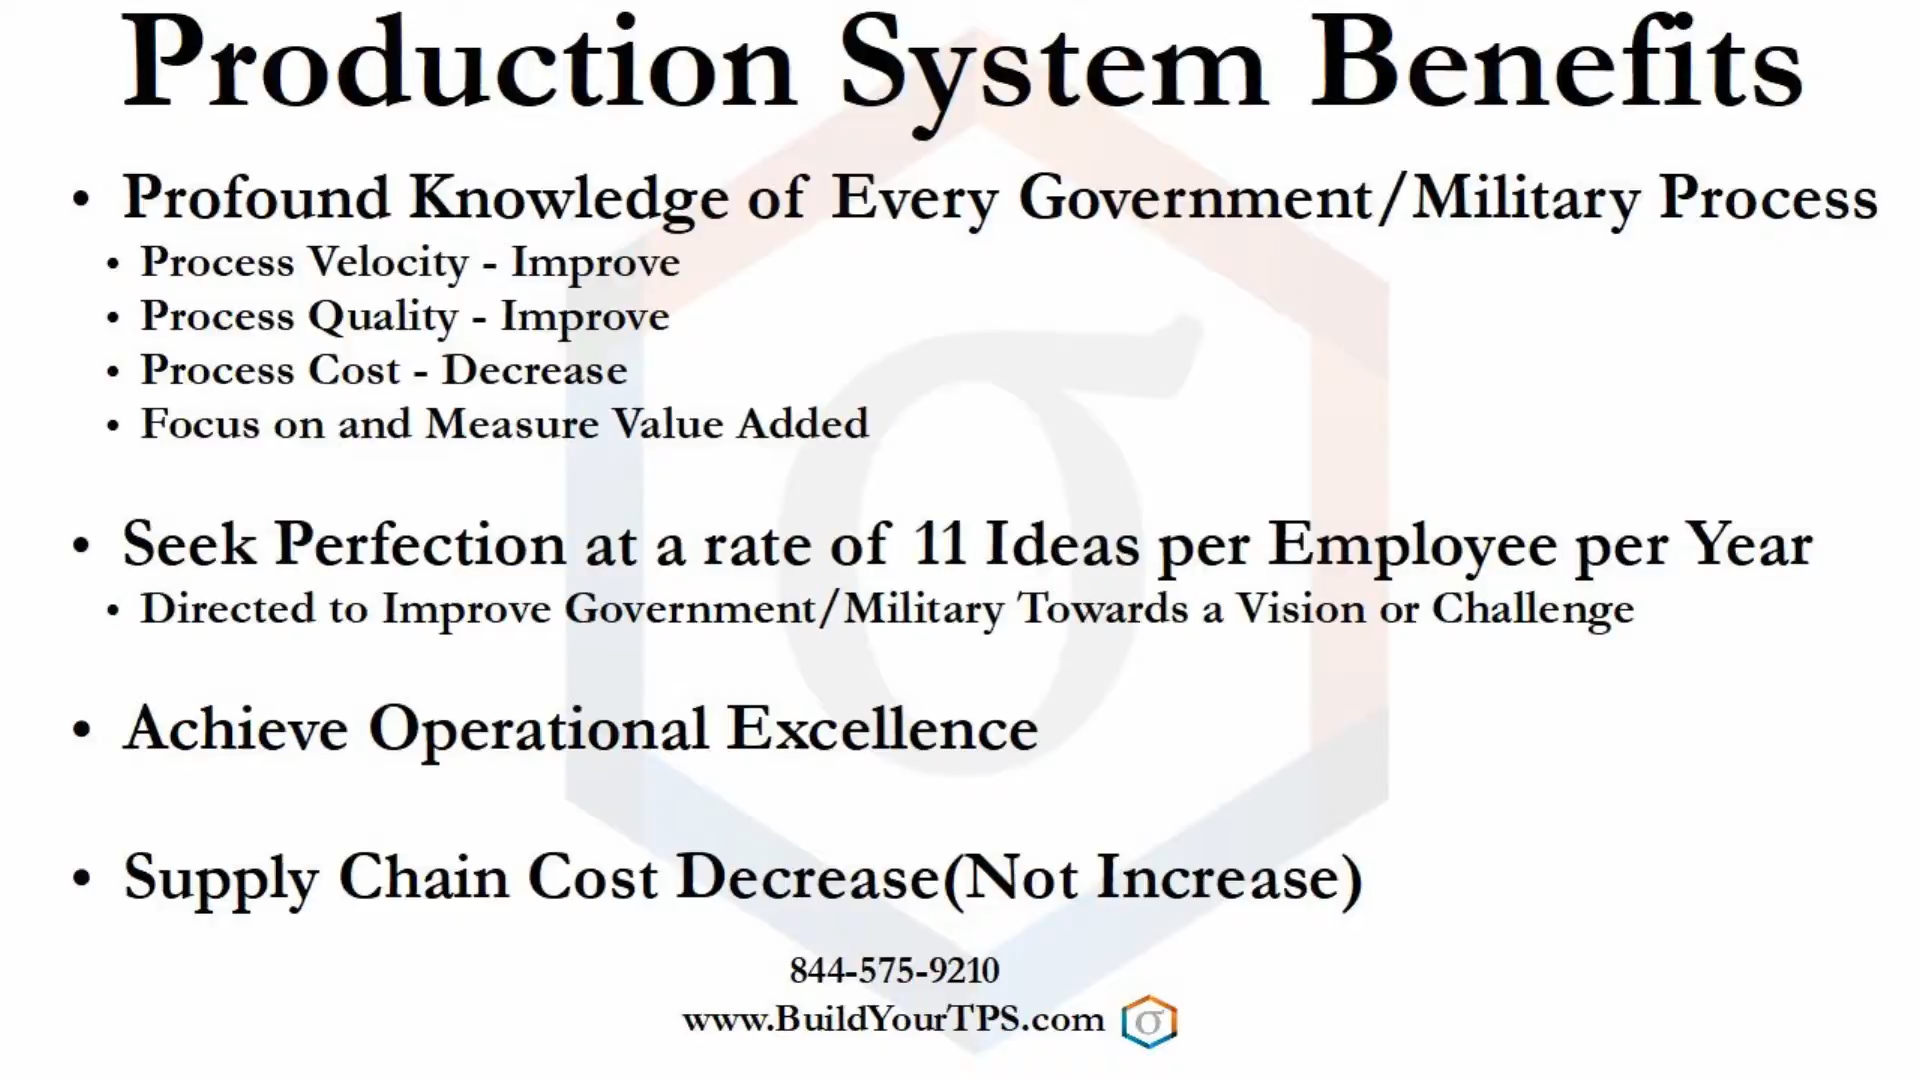 Production System Benefits
• Profound Knowledge of Every Government/Military Process
• Process Velocity - Improve
• Process Quality - Improve
• Process Cost - Decrease
• Focus on and Measure Value Added
• Seek Perfection at a rate of 11 Ideas per Employee per Year
• Directed to Improve Government/Military Towards a Vision or Challenge
• Achieve Operational Excellence
• Supply Chain Cost Decrease(Not Increase)
844-575-9210
www.BuildYourTPS.com σ